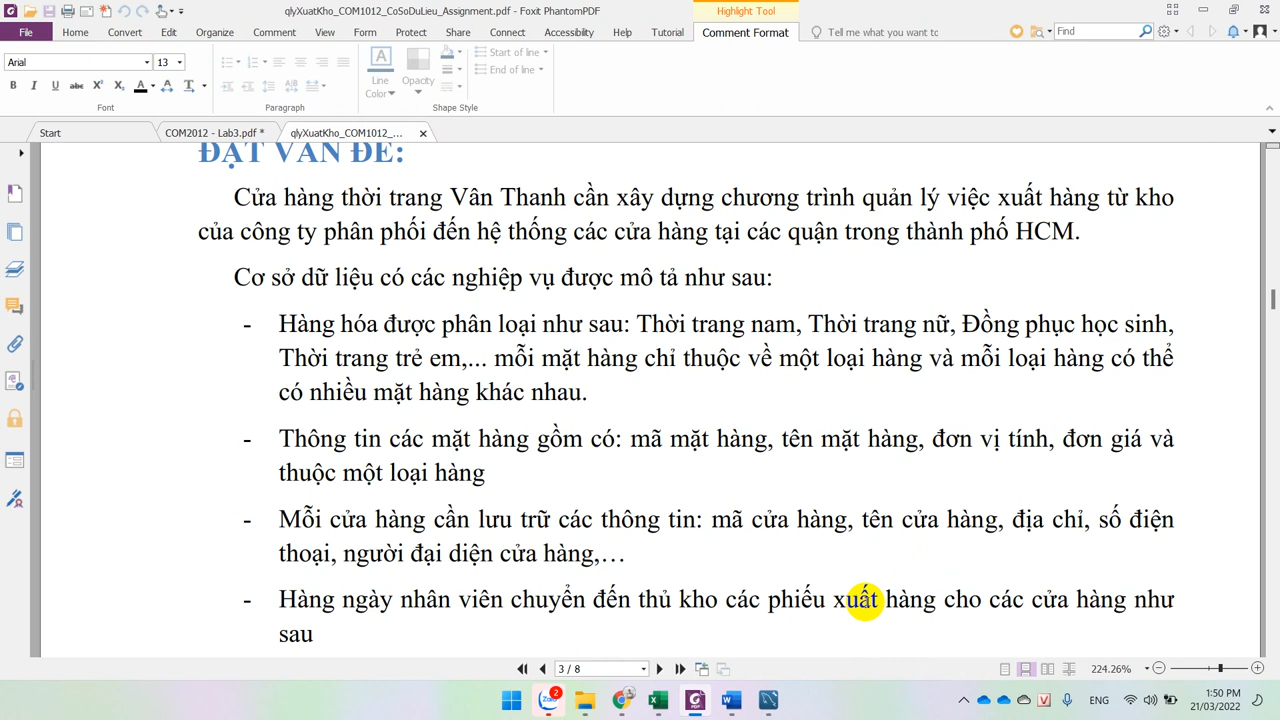 qlyXuatKho_COM1012_CoSoDuLieu_Assignment.pdf - Foxit PhantomPDF
Highlight Tool
File Home Convert Edit Organize Comment View Form Protect Share Connect Accessibility Help Tutorial Comment Format Tell me what you want to Find
Arial 13
Line Color Opacity
Start of line
End of line
Font Paragraph Shape Style
Start COM2012 - Lab3.pdf * qlyXuatKho_COM1012_...
ĐẶT VẤN ĐỀ:
Cửa hàng thời trang Vân Thanh cần xây dựng chương trình quản lý việc xuất hàng từ kho
của công ty phân phối đến hệ thống các cửa hàng tại các quận trong thành phố HCM.
Cơ sở dữ liệu có các nghiệp vụ được mô tả như sau:
- Hàng hóa được phân loại như sau: Thời trang nam, Thời trang nữ, Đồng phục học sinh,
Thời trang trẻ em,... mỗi mặt hàng chỉ thuộc về một loại hàng và mỗi loại hàng có thể
có nhiều mặt hàng khác nhau.
- Thông tin các mặt hàng gồm có: mã mặt hàng, tên mặt hàng, đơn vị tính, đơn giá và
thuộc một loại hàng
- Mỗi cửa hàng cần lưu trữ các thông tin: mã cửa hàng, tên cửa hàng, địa chỉ, số điện
thoại, người đại diện cửa hàng,…
- Hàng ngày nhân viên chuyển đến thủ kho các phiếu xuất hàng cho các cửa hàng như
sau
3 / 8 224.26%
ENG 1:50 PM
21/03/2022